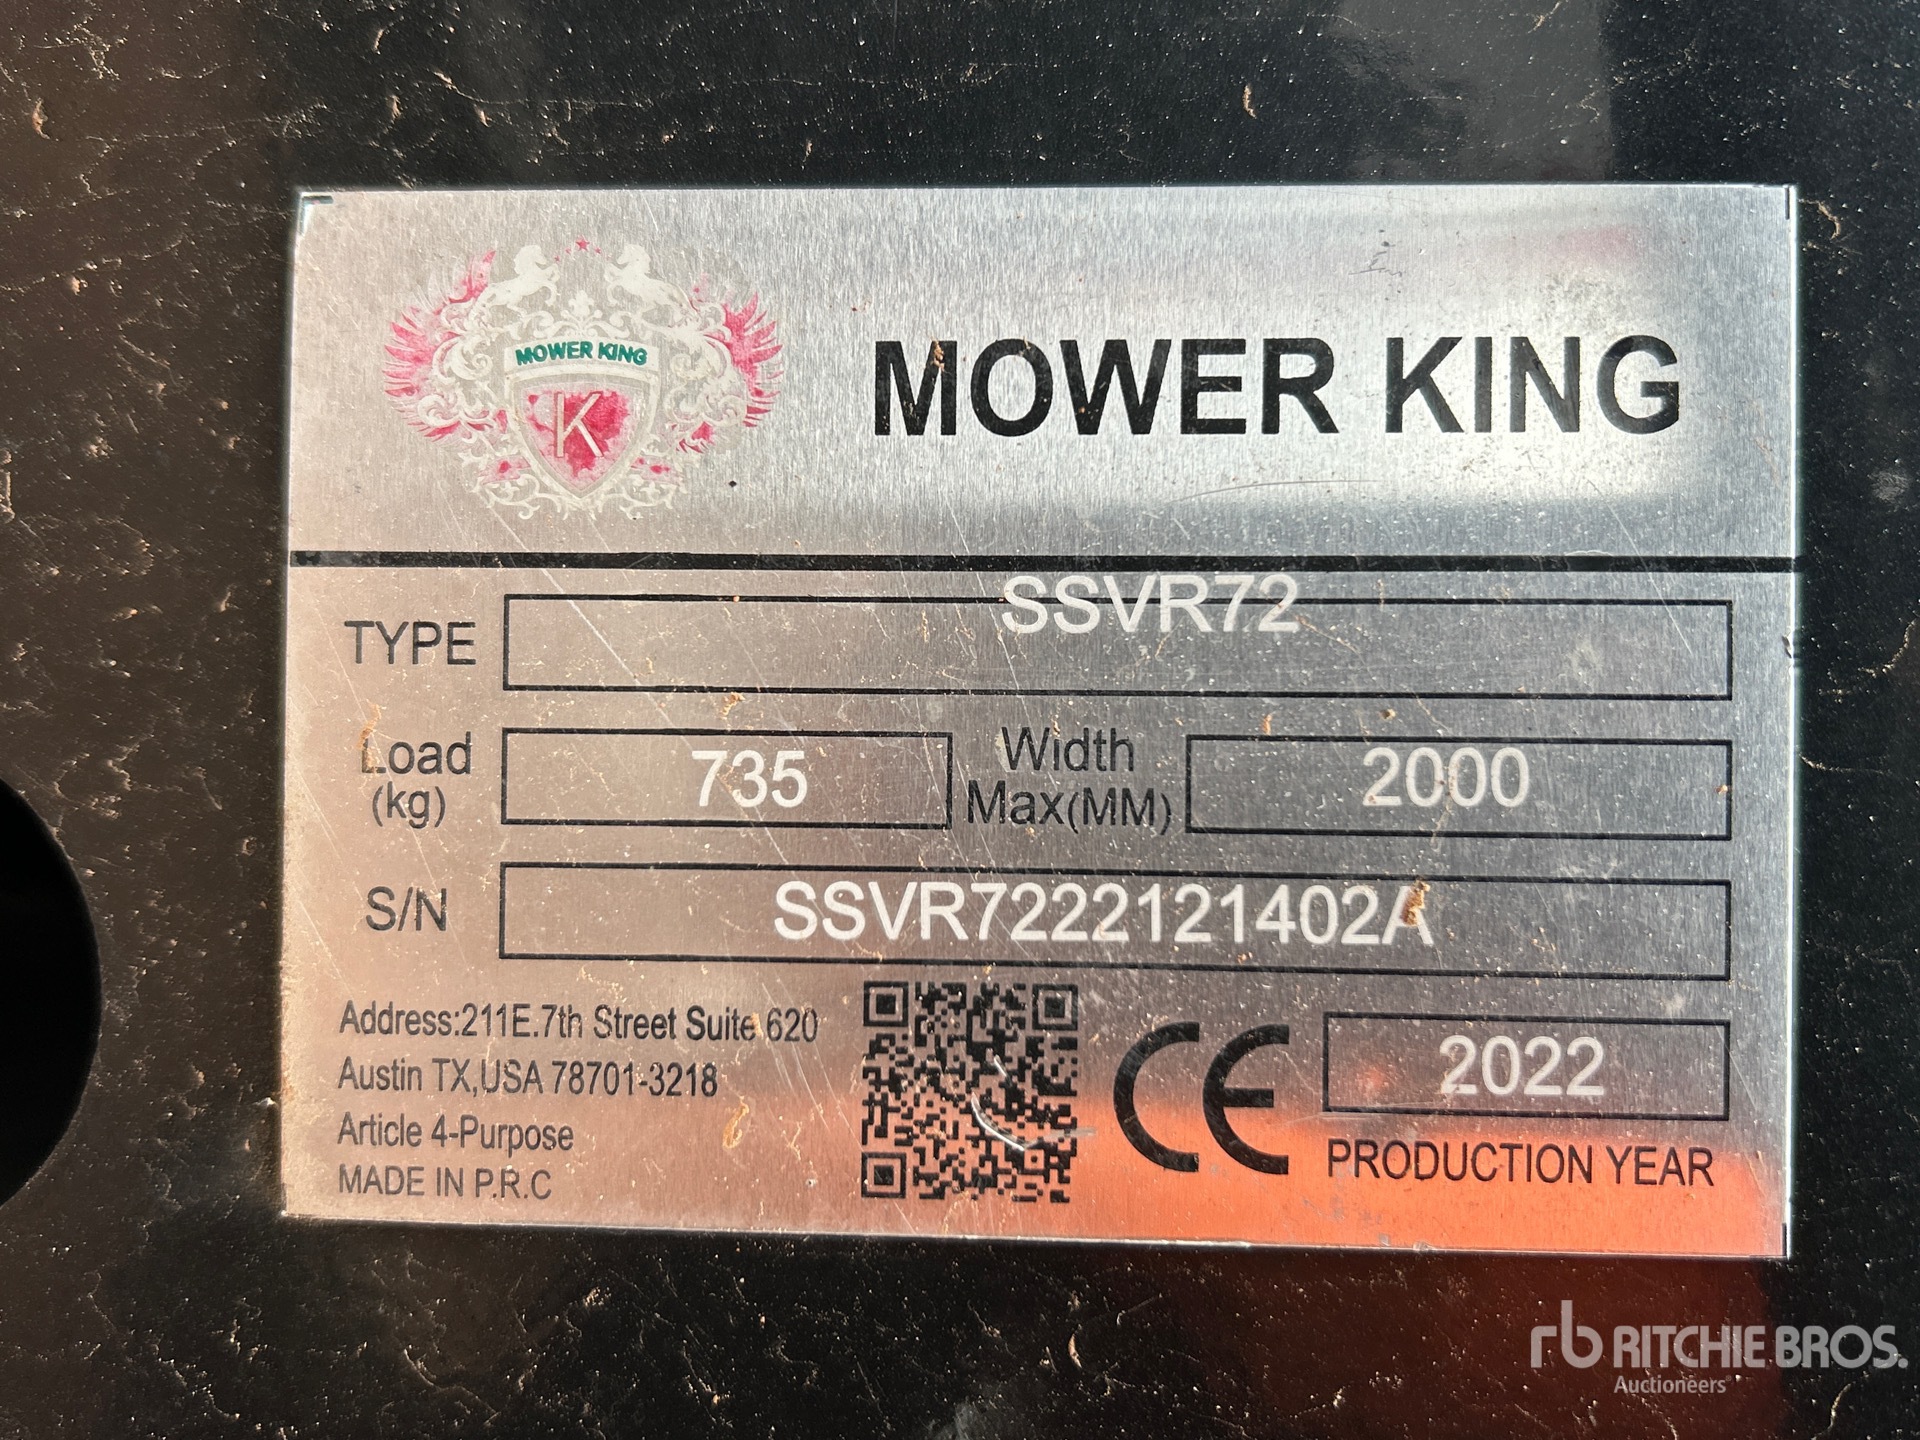 MOWER KING
K
MOWER KING
TYPE SSVR72
Load (kg) 735
Width Max(MM) 2000
S/N SSVR7222121402A
Address:211E.7th Street Suite 620
Austin TX,USA 78701-3218
Article 4-Purpose
MADE IN P.R.C
CE
2022
PRODUCTION YEAR
rb RITCHIE BROS.
Auctioneers